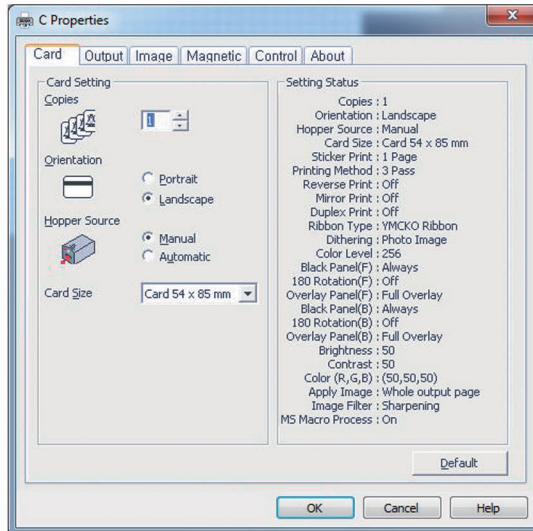 C Properties
Card Output Image Magnetic Control About
Card Setting
Copies
1
Orientation
Portrait
Landscape
Hopper Source
Manual
Automatic
Card Size Card 54 x 85 mm
Setting Status
Copies : 1
Orientation : Landscape
Hopper Source : Manual
Card Size : Card 54 x 85 mm
Sticker Print : 1 Page
Printing Method : 3 Pass
Reverse Print : Off
Mirror Print : Off
Duplex Print : Off
Ribbon Type : YMCKO Ribbon
Dithering : Photo Image
Color Level : 256
Black Panel(F) : Always
180 Rotation(F) : Off
Overlay Panel(F) : Full Overlay
Black Panel(B) : Always
180 Rotation(B) : Off
Overlay Panel(B) : Full Overlay
Brightness : 50
Contrast : 50
Color (R,G,B) : (50,50,50)
Apply Image : Whole output page
Image Filter : Sharpening
MS Macro Process : On
Default
OK Cancel Help